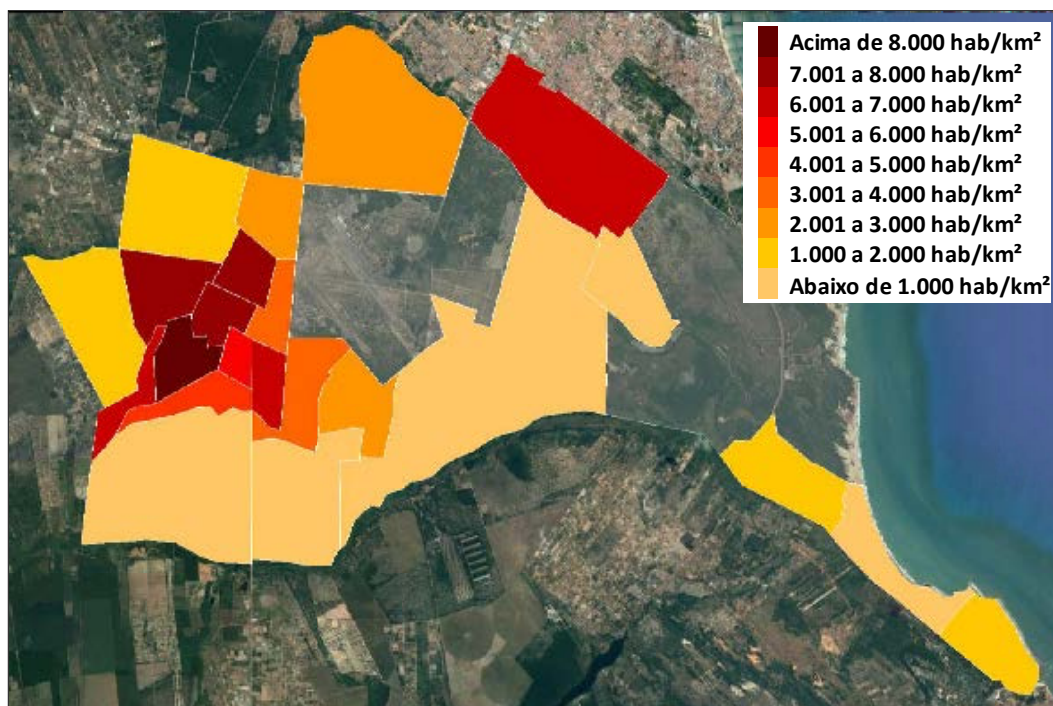 Acima de 8.000 hab/km²
7.001 a 8.000 hab/km²
6.001 a 7.000 hab/km²
5.001 a 6.000 hab/km²
4.001 a 5.000 hab/km²
3.001 a 4.000 hab/km²
2.001 a 3.000 hab/km²
1.000 a 2.000 hab/km²
Abaixo de 1.000 hab/km²